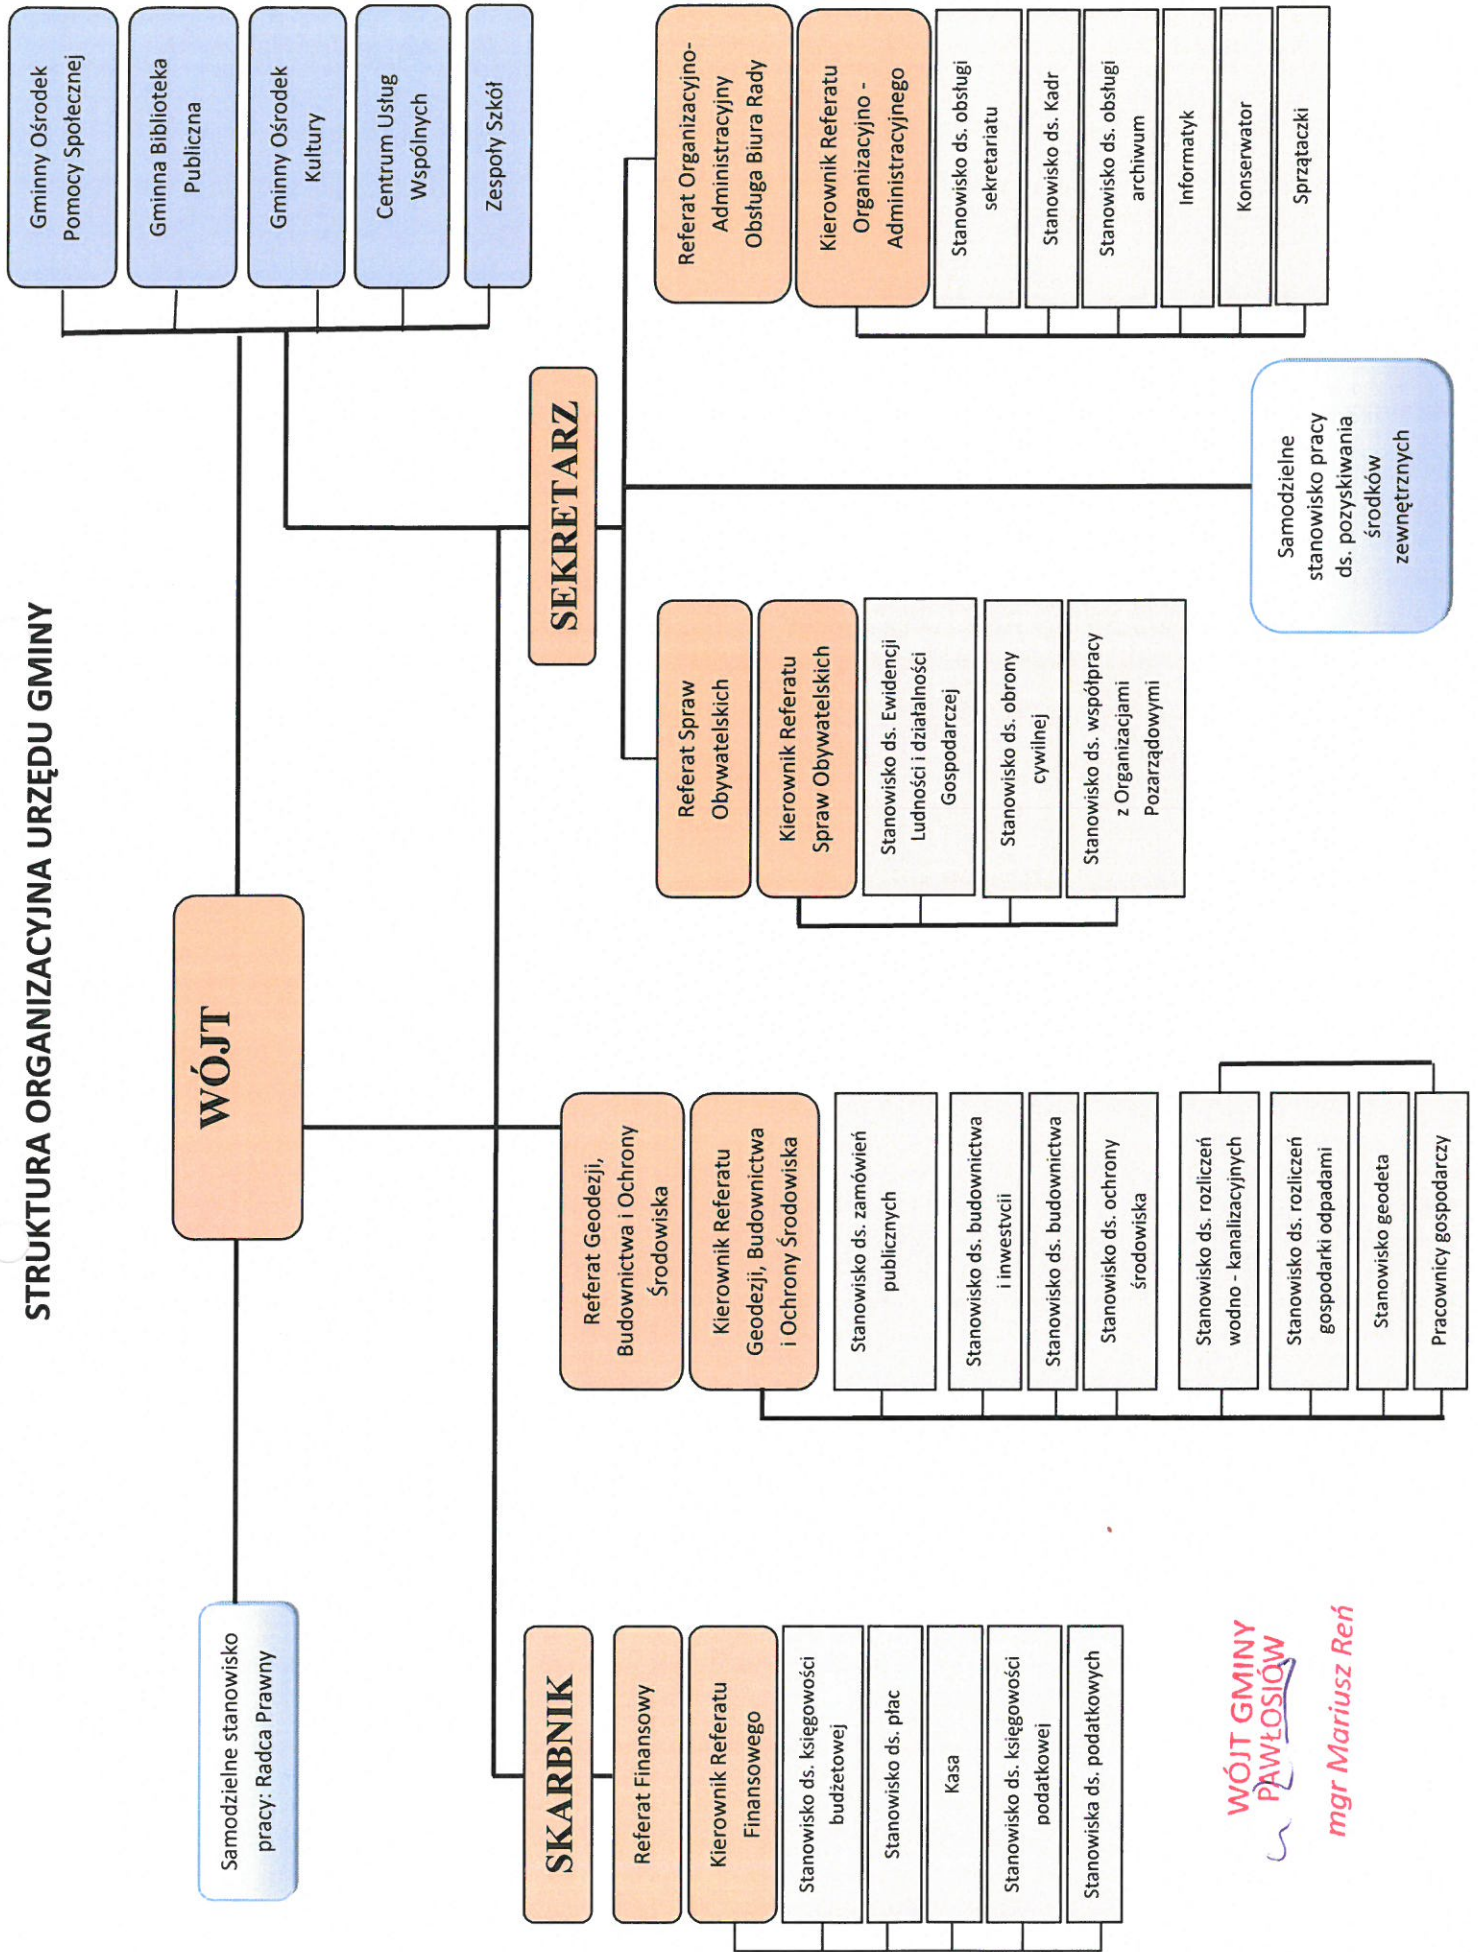 STRUKTURA ORGANIZACYJNA URZĘDU GMINY
WÓJT
Samodzielne stanowisko
pracy: Radca Prawny
Gminny Ośrodek
Pomocy Społecznej
Gminna Biblioteka
Publiczna
Gminny Ośrodek
Kultury
Centrum Usług
Wspólnych
Zespoły Szkół
SKARBNIK
Referat Finansowy
Kierownik Referatu
Finansowego
Stanowisko ds. księgowości
budżetowej
Stanowisko ds. płac
Kasa
Stanowisko ds. księgowości
podatkowej
Stanowiska ds. podatkowych
Referat Geodezji,
Budownictwa i Ochrony
Środowiska
Kierownik Referatu
Geodezji, Budownictwa
i Ochrony Środowiska
Stanowisko ds. zamówień
publicznych
Stanowisko ds. budownictwa
i inwestycji
Stanowisko ds. budownictwa
Stanowisko ds. ochrony
środowiska
Stanowisko ds. rozliczeń
wodno - kanalizacyjnych
Stanowisko ds. rozliczeń
gospodarki odpadami
Stanowisko geodeta
Pracownicy gospodarczy
SEKRETARZ
Referat Spraw
Obywatelskich
Kierownik Referatu
Spraw Obywatelskich
Stanowisko ds. Ewidencji
Ludności i działalności
Gospodarczej
Stanowisko ds. obrony
cywilnej
Stanowisko ds. współpracy
z Organizacjami
Pozarządowymi
Samodzielne
stanowisko pracy
ds. pozyskiwania
środków
zewnętrznych
Referat Organizacyjno-
Administracyjny
Obsługa Biura Rady
Kierownik Referatu
Organizacyjno -
Administracyjnego
Stanowisko ds. obsługi
sekretariatu
Stanowisko ds. Kadr
Stanowisko ds. obsługi
archiwum
Informatyk
Konserwator
Sprzątaczki
WÓJT GMINY
PAWŁOSIÓW
mgr Mariusz Reń